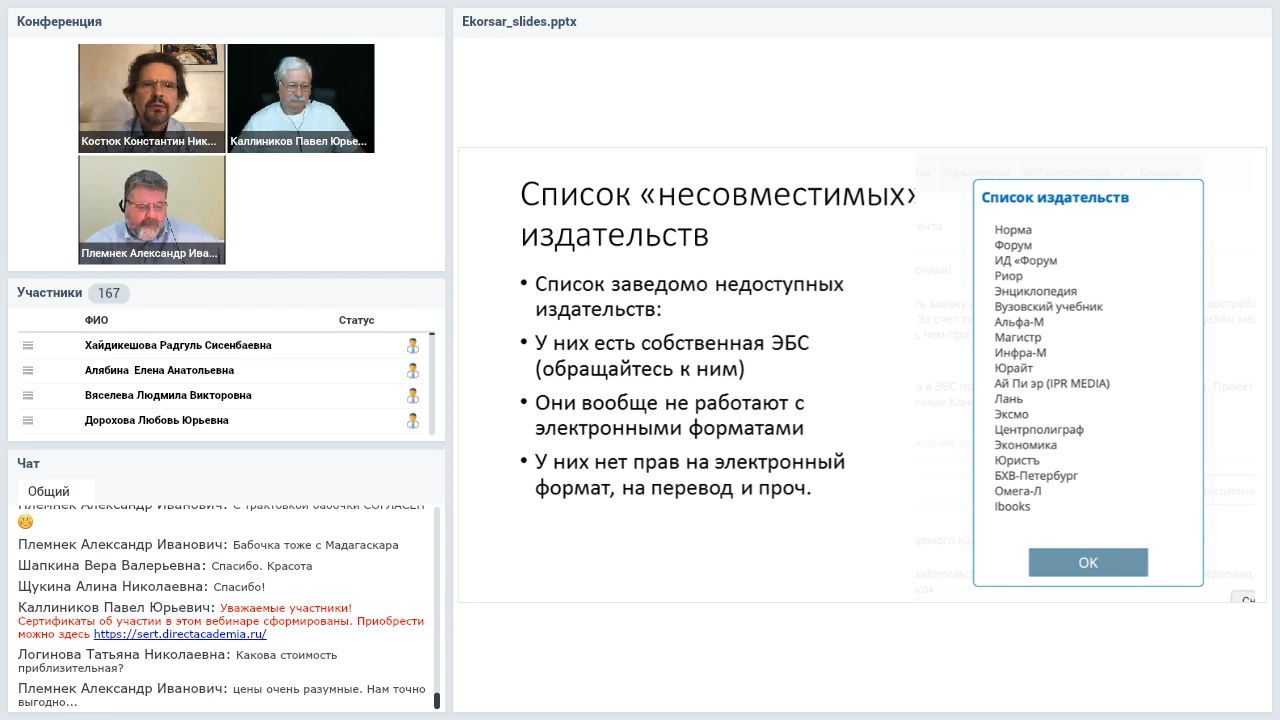 Конференция
Костюк Константин Ник...
Каллиников Павел Юрье...
Племнек Александр Ива...
Участники 167
ФИО Статус
Хайдикешова Радгуль Сисенбаевна
Алябина Елена Анатольевна
Вяселева Людмила Викторовна
Дорохова Любовь Юрьевна
Чат
Общий
Племнек Александр Иванович: С трактовкой бабочки СОГЛАСЕН
Племнек Александр Иванович: Бабочка тоже с Мадагаскара
Шапкина Вера Валерьевна: Спасибо. Красота
Щукина Алина Николаевна: Спасибо!
Каллиников Павел Юрьевич: Уважаемые участники!
Сертификаты об участии в этом вебинаре сформированы. Приобрести
можно здесь https://sert.directacademia.ru/
Логинова Татьяна Николаевна: Какова стоимость
приблизительная?
Племнек Александр Иванович: цены очень разумные. Нам точно
выгодно...
Ekorsar_slides.pptx
Список «несовместимых»
издательств
• Список заведомо недоступных
издательств:
• У них есть собственная ЭБС
(обращайтесь к ним)
• Они вообще не работают с
электронными форматами
• У них нет прав на электронный
формат, на перевод и проч.
Список издательств
Норма
Форум
ИД «Форум
Риор
Энциклопедия
Вузовский учебник
Альфа-М
Магистр
Инфра-М
Юрайт
Ай Пи эр (IPR MEDIA)
Лань
Эксмо
Центрполиграф
Экономика
Юристъ
БХВ-Петербург
Омега-Л
Ibooks
OK